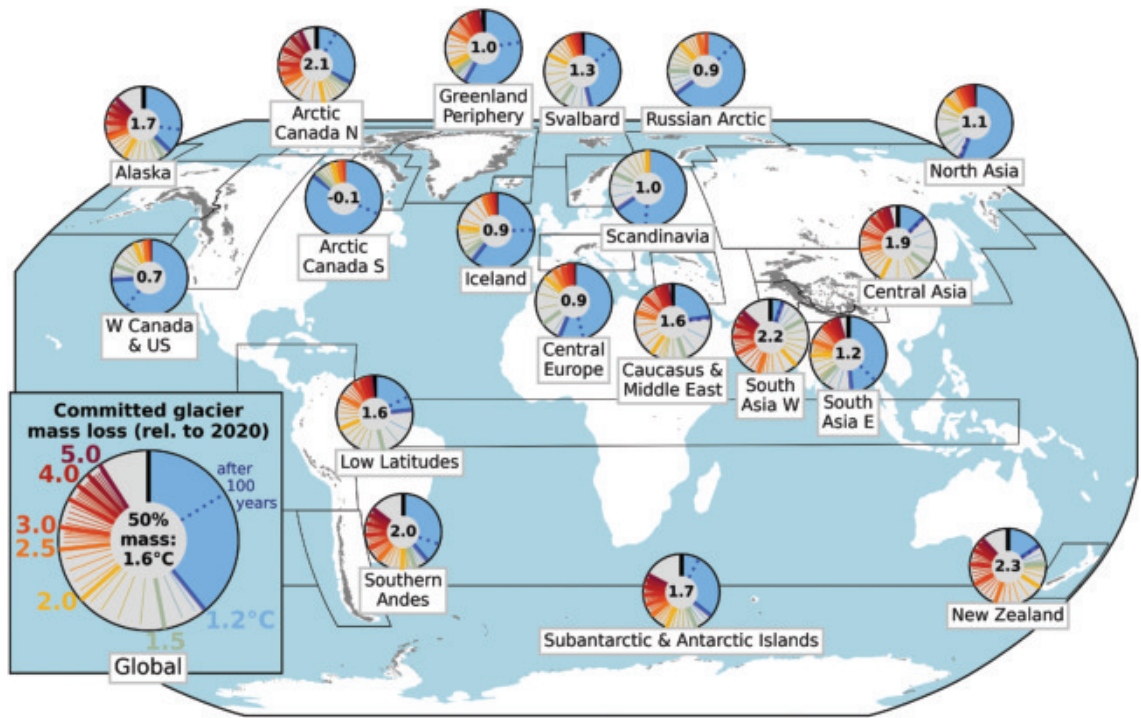 1.0
2.1
1.3
0.9
Arctic
Canada N
Greenland
Periphery
Svalbard
Russian Arctic
1.7
Alaska
1.1
North Asia
-0.1
Arctic
Canada S
0.9
Iceland
1.0
Scandinavia
1.9
Central Asia
0.7
W Canada
& US
0.9
Central
Europe
1.6
Caucasus &
Middle East
2.2
South
Asia W
1.2
South
Asia E
1.6
Low Latitudes
2.0
Southern
Andes
1.7
Subantarctic & Antarctic Islands
2.3
New Zealand
Committed glacier
mass loss (rel. to 2020)
5.0
4.0
3.0
2.5
2.0
1.5
1.2°C
after
100
years
50%
mass:
1.6°C
Global